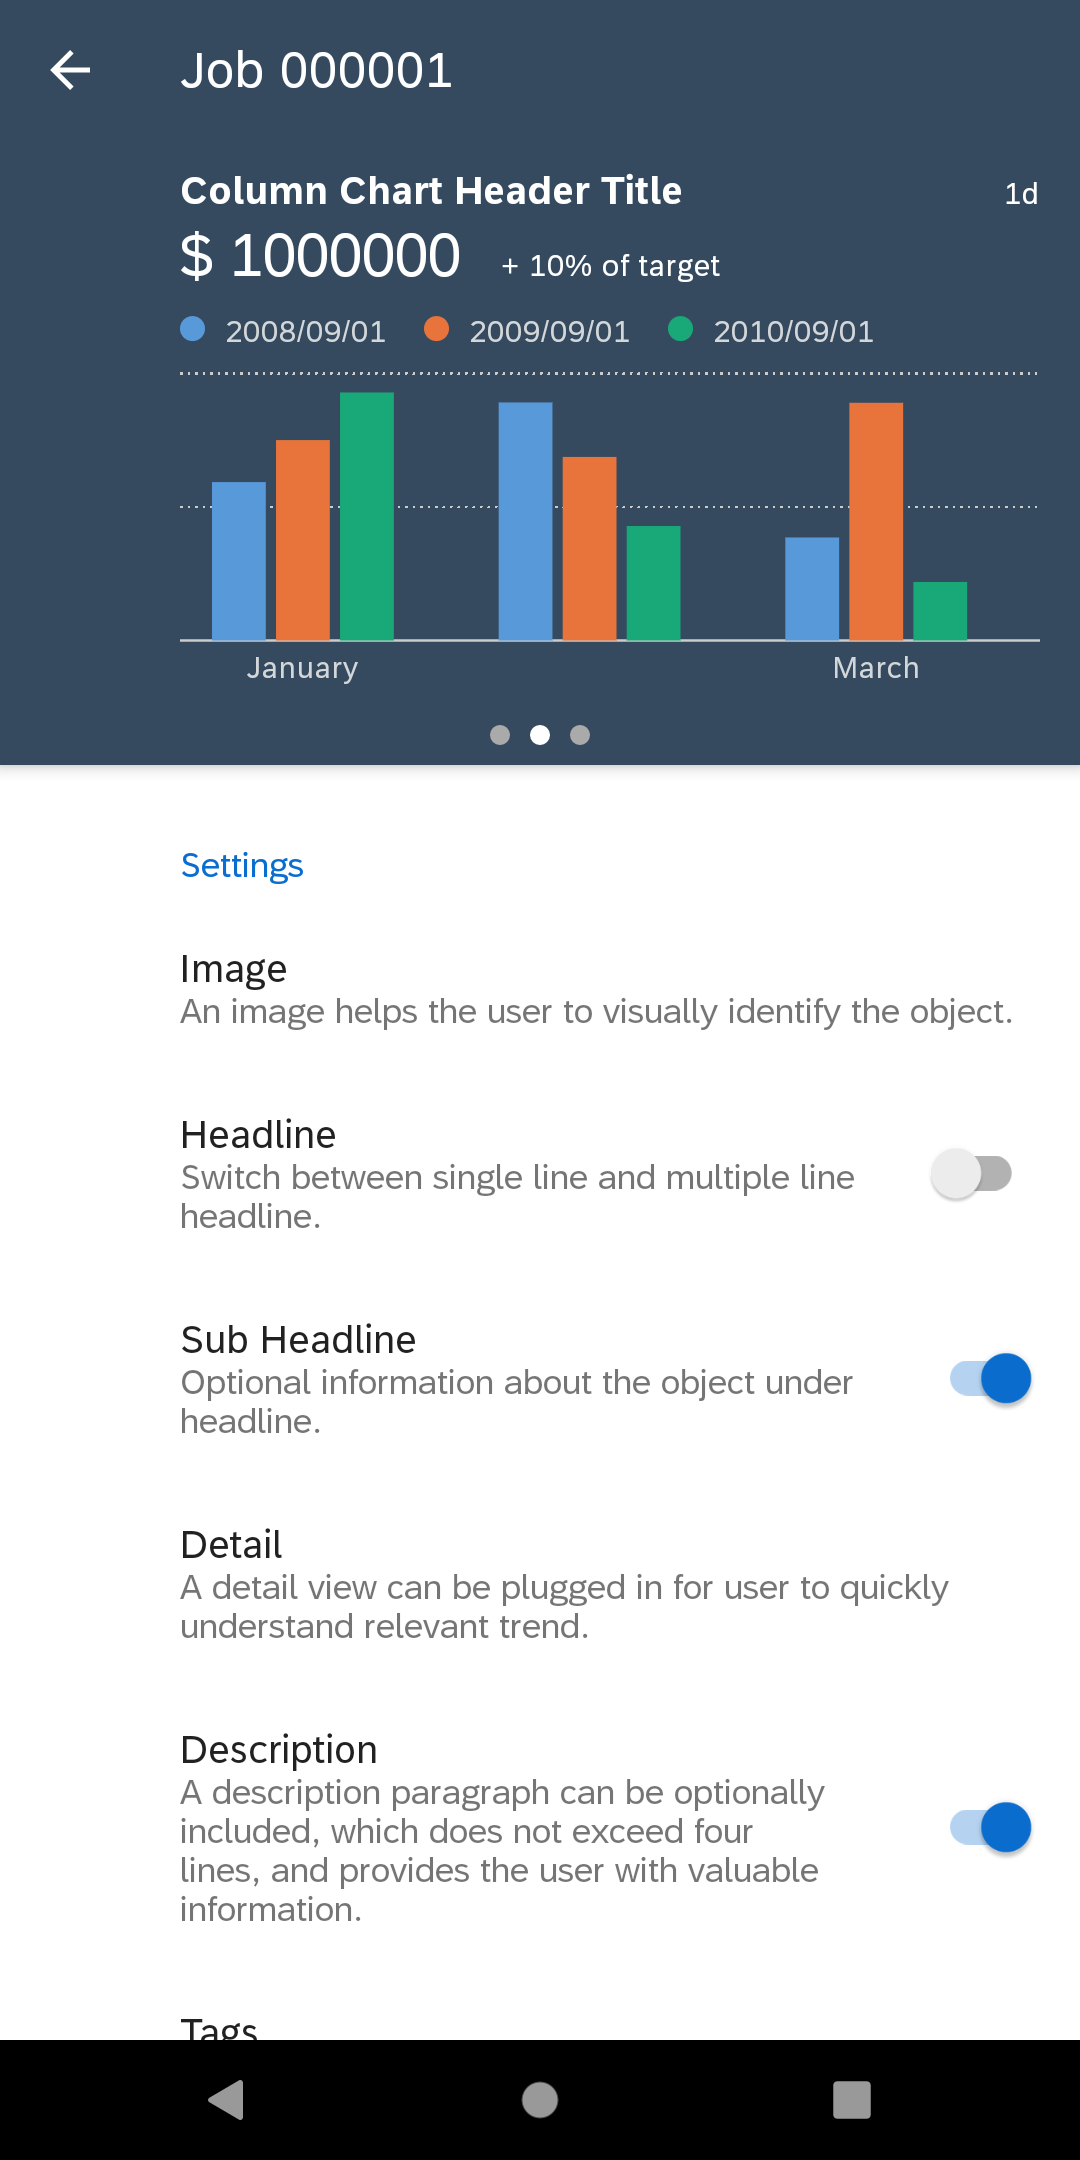 Job 000001
Column Chart Header Title
1d
$ 1000000
+ 10% of target
2008/09/01
2009/09/01
2010/09/01
January
March
Settings
Image
An image helps the user to visually identify the object.
Headline
Switch between single line and multiple line
headline.
Sub Headline
Optional information about the object under
headline.
Detail
A detail view can be plugged in for user to quickly
understand relevant trend.
Description
A description paragraph can be optionally
included, which does not exceed four
lines, and provides the user with valuable
information.
Tags